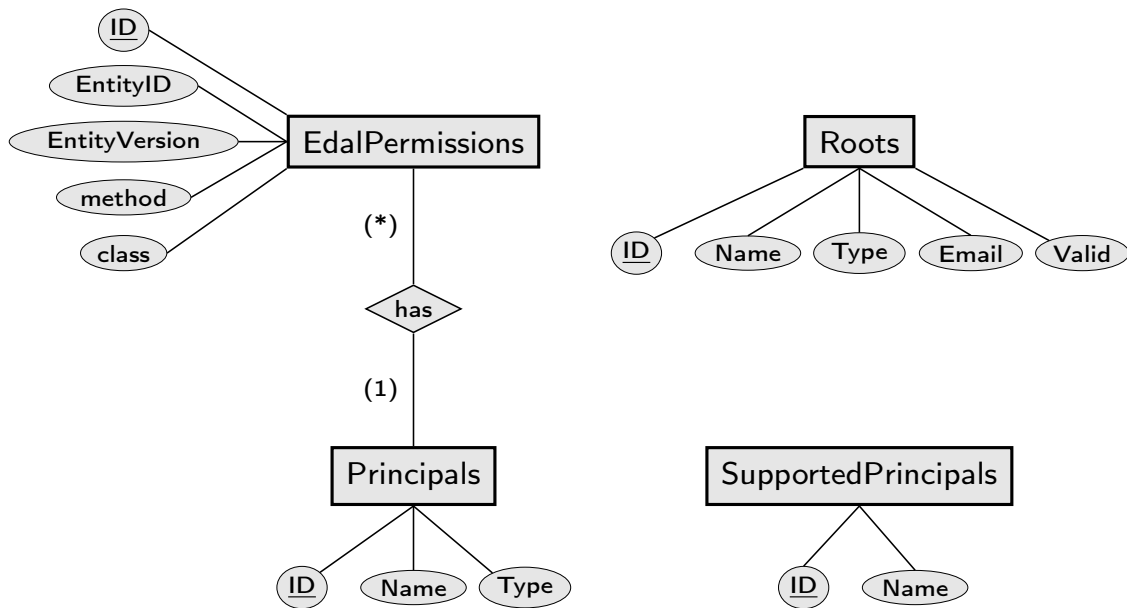 ID
EntityID
EntityVersion
method
class
EdalPermissions
(*)
has
(1)
Principals
ID
Name
Type
Roots
ID
Name
Type
Email
Valid
SupportedPrincipals
ID
Name